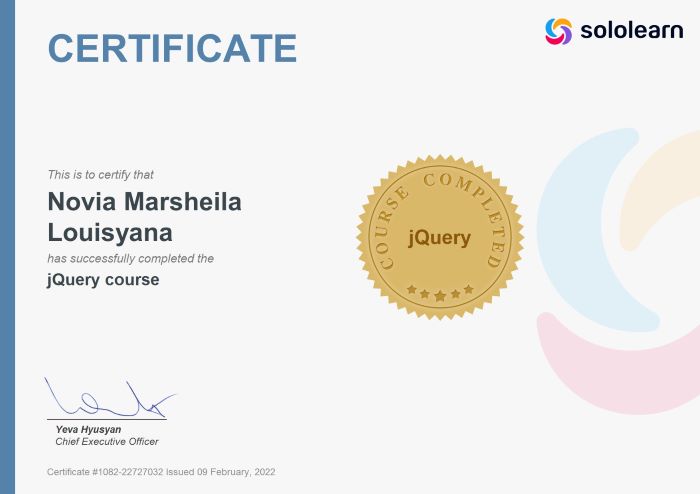 CERTIFICATE
sololearn
This is to certify that
Novia Marsheila
Louisyana
has successfully completed the
jQuery course
COURSE COMPLETED
jQuery
Yeva Hyusyan
Chief Executive Officer
Certificate #1082-22727032 Issued 09 February, 2022